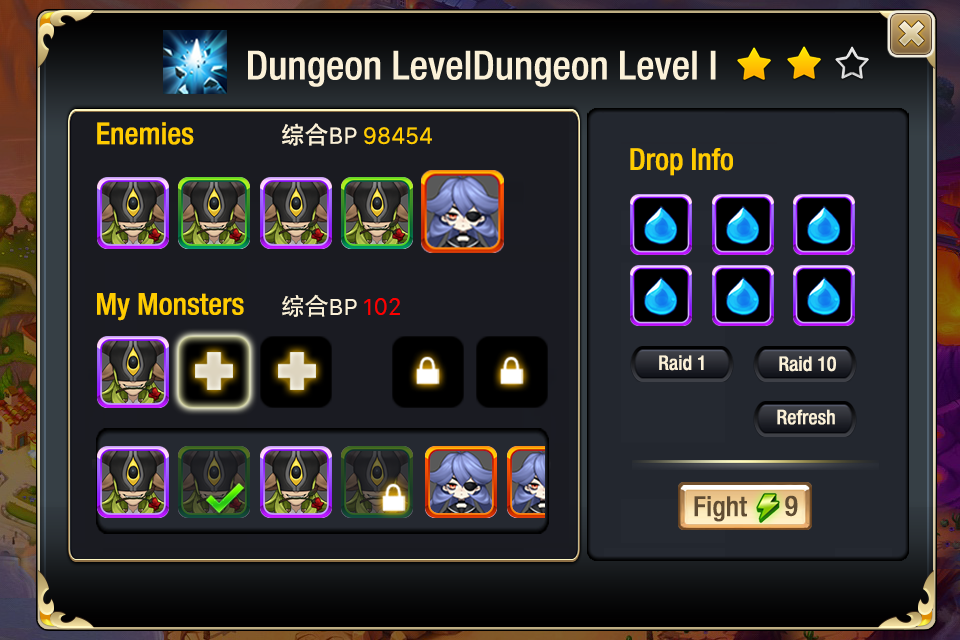 Dungeon LevelDungeon Level I
Enemies 综合BP 98454
My Monsters 综合BP 102
Drop Info
Raid 1 Raid 10
Refresh
Fight 9